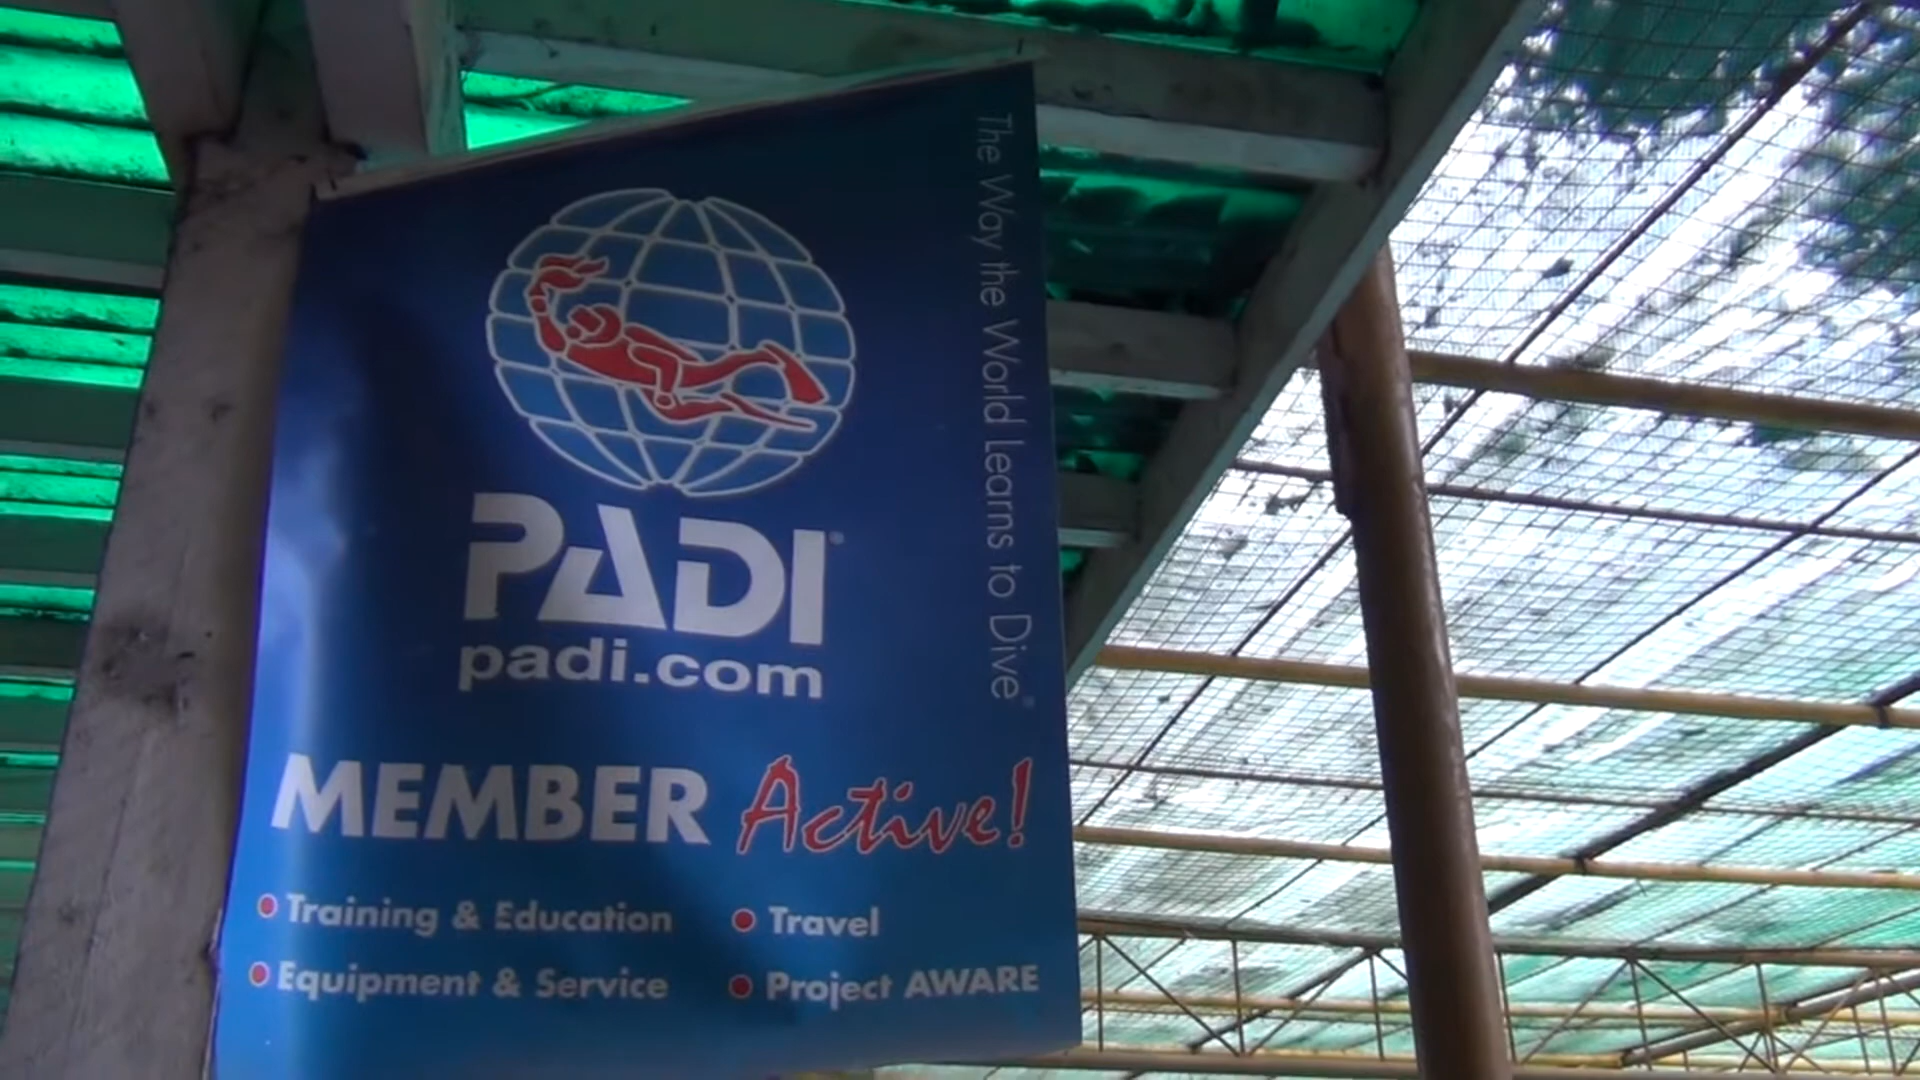 The Way the World Learns to Dive
PADI®
padi.com
MEMBER Active!
• Training & Education
• Travel
• Equipment & Service
• Project AWARE